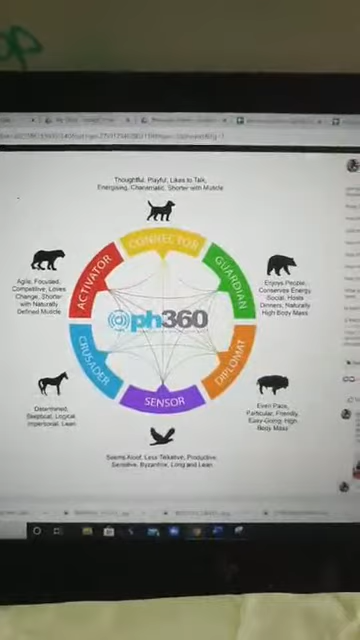 Thoughtful, Playful, Likes to Talk,
Energising, Charismatic, Shorter with Muscle
CONNECTOR
ACTIVATOR
GUARDIAN
Agile, Focused,
Competitive, Loves
Change, Shorter
with Naturally
Defined Muscle
Enjoys People,
Conserves Energy,
Social, Hosts
Dinners, Naturally
High Body Mass
ph360
CRUSADER
DIPLOMAT
SENSOR
Determined,
Skeptical, Logical,
Impersonal, Lean
Even Pace,
Particular, Friendly,
Easy-Going, High
Body Mass
Seems Aloof, Less Talkative, Productive,
Sensitive, Byzantine, Long and Lean